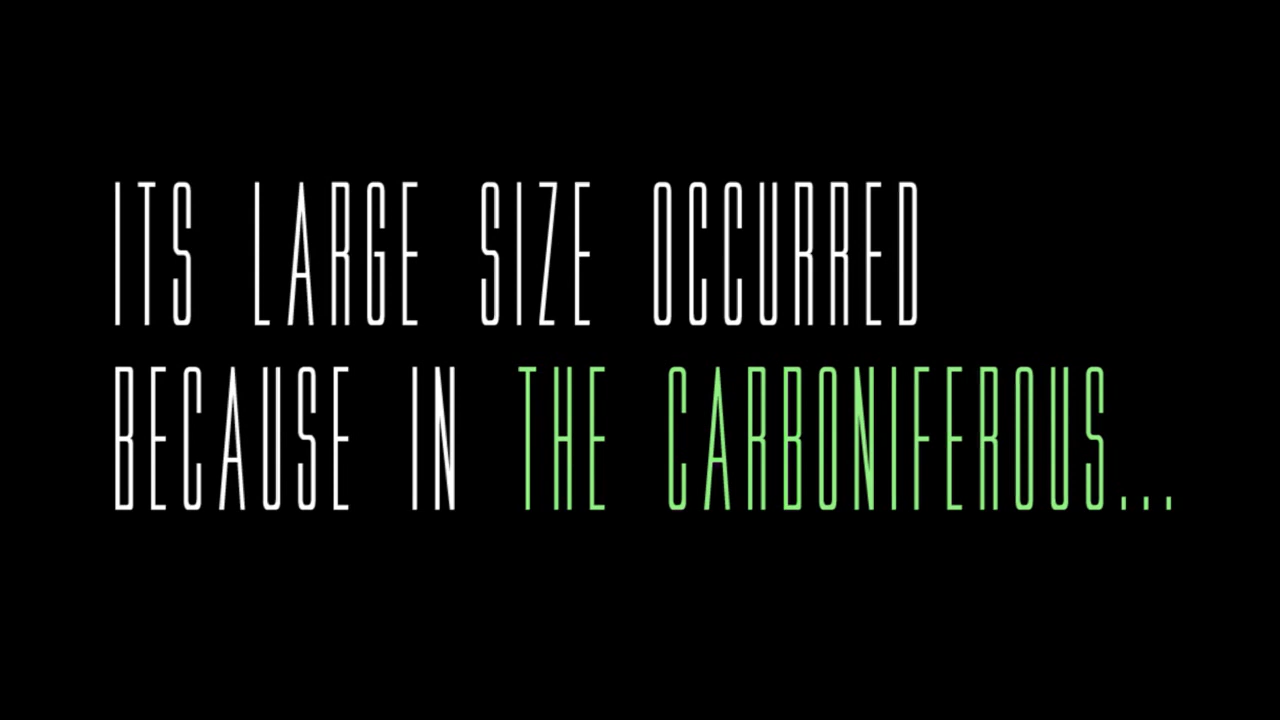 ITS LARGE SIZE OCCURRED
BECAUSE IN THE CARBONIFEROUS...